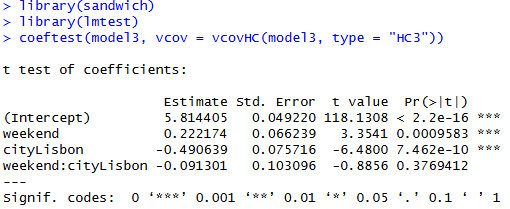 > library(sandwich)
> library(lmtest)
> coeftest(model3, vcov = vcovHC(model3, type = "HC3"))
t test of coefficients:
Estimate Std. Error t value Pr(>|t|)
(Intercept) 5.814405 0.049220 118.1308 < 2.2e-16 ***
weekend 0.222174 0.066239 3.3541 0.0009583 ***
cityLisbon -0.490639 0.075716 -6.4800 7.462e-10 ***
weekend:cityLisbon -0.091301 0.103096 -0.8856 0.3769412
---
Signif. codes: 0 ‘***’ 0.001 ‘**’ 0.01 ‘*’ 0.05 ‘.’ 0.1 ‘ ’ 1